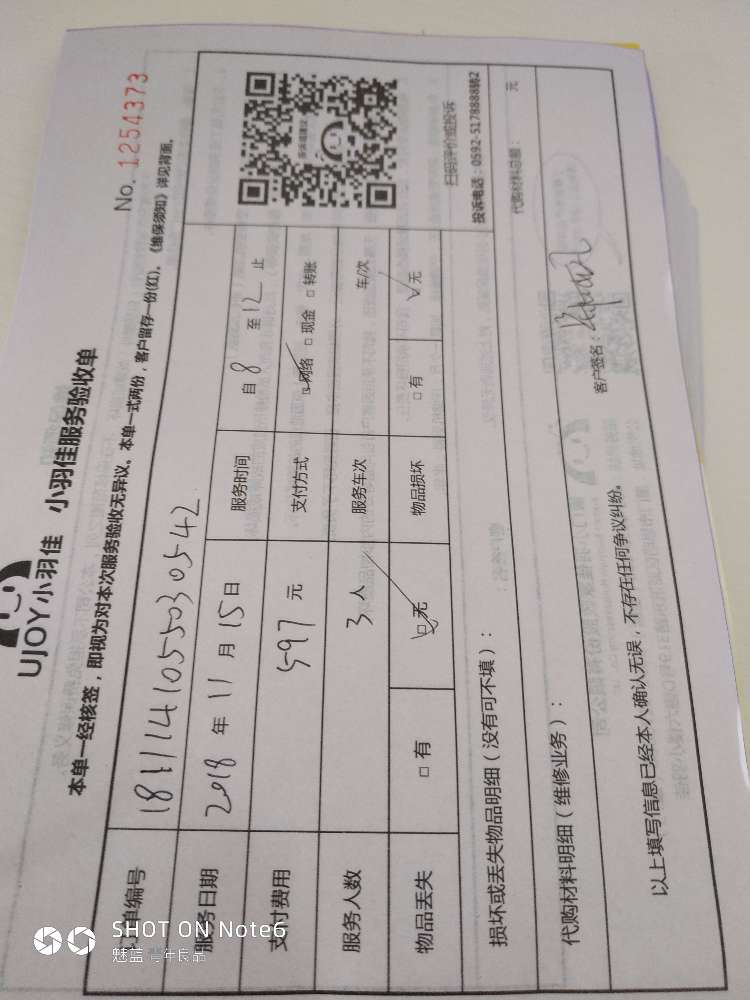 UJOY小羽佳 小羽佳服务验收单
No. 1254373
本单一经核签，即视为对本次服务验收无异议。本单一式两份，客户留存一份(红)。《维保须知》详见背面。
订单编号 181114105503 0542
服务日期 2018 年 11 月 15 日 服务时间 自 8 至 12 止
支付费用 597 元 支付方式 网络 □ 现金 □ 转账
服务人数 3 人 服务车次 车/次
物品丢失 □ 有 □ 无 物品损坏 □ 有 无
扫码评价或投诉
投诉电话：0592-5178888转2
损坏或丢失物品明细（没有可不填）：
代购材料明细（维修业务）： 代购材料总额： 元
以上填写信息已经本人确认无误，不存在任何争议纠纷。 客户签名：
SHOT ON Note6
魅蓝 青年良品